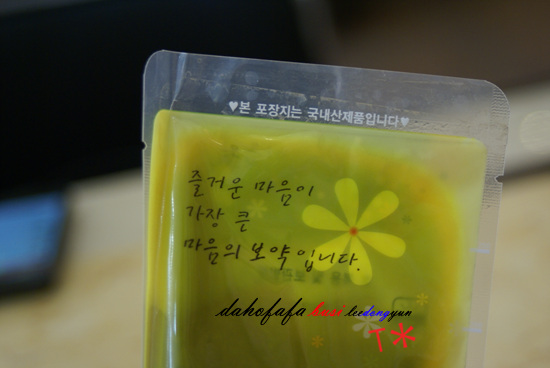 ♥본 포장지는 국내산제품입니다♥
즐거운 마음이
가장 큰
마음의 보약입니다.
dahofafa husi leedongyun
T*